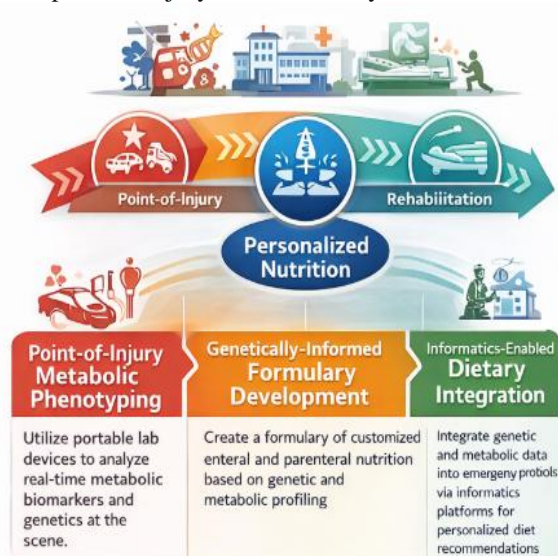 Point-of-Injury
Rehabilitation
Personalized
Nutrition
Point-of-Injury
Metabolic
Phenotyping
Genetically-Informed
Formulary
Development
Informatics-Enabled
Dietary
Integration
Utilize portable lab
devices to analyze
real-time metabolic
biomarkers and
genetics at the
scene.
Create a formulary of customized
enteral and parenteral nutrition
based on genetic and
metabolic profiling
Integrate genetic
and metabolic data
into emergeny
via informatics
platforms for
personalized diet
recommendations